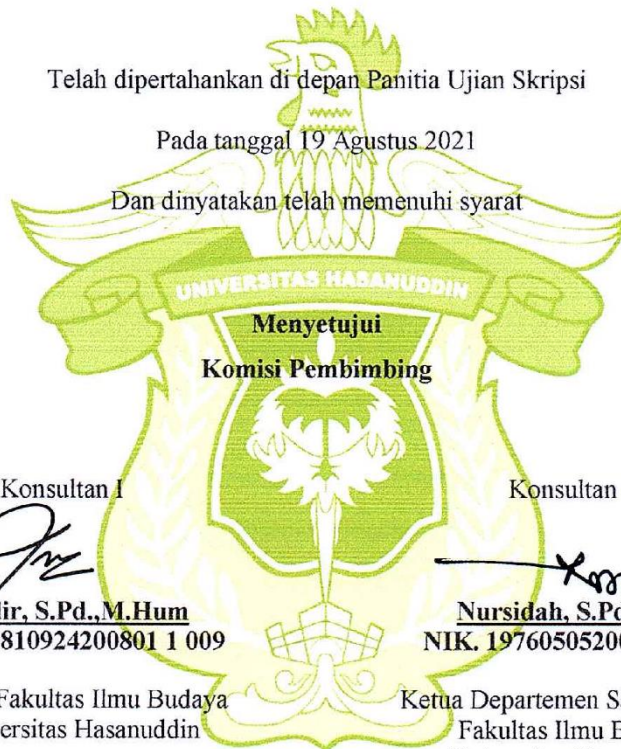 Telah dipertahankan di depan Panitia Ujian Skripsi
Pada tanggal 19 Agustus 2021
Dan dinyatakan telah memenuhi syarat
UNIVERSITAS HASANUDDIN
Menyetujui
Komisi Pembimbing
Konsultan I
Konsultan
S.Pd.,M.Hum
810924200801 1 009
Nursidah, S.Pd
NIK. 1976050520
Fakultas Ilmu Budaya
Ketua Departemen
Hasanuddin
Fakultas Ilmu